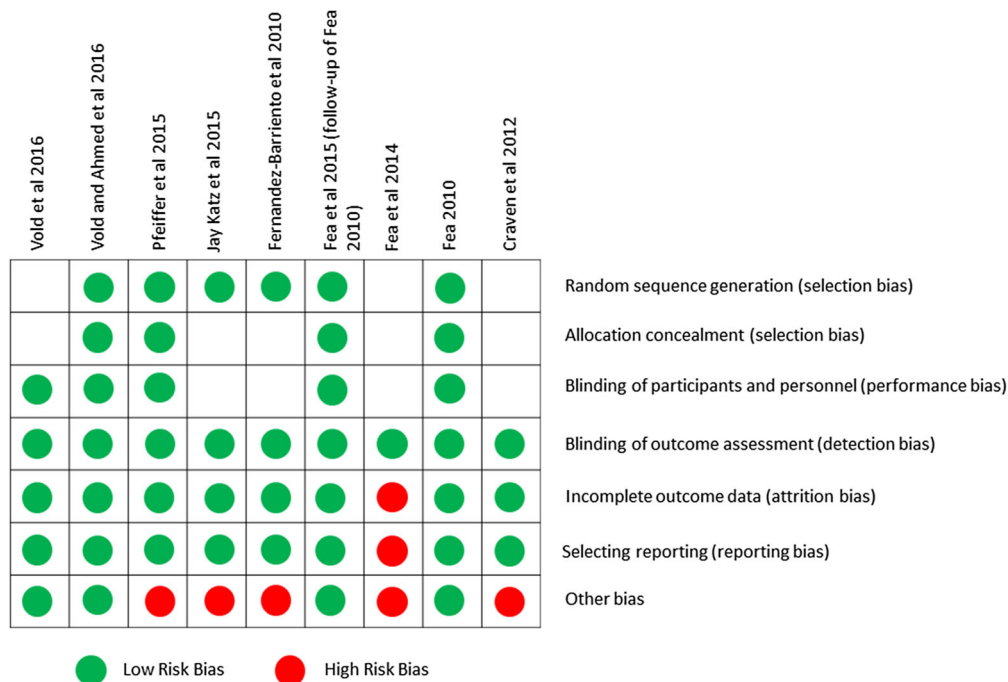 Vold et al 2016
Vold and Ahmed et al 2016
Pfeiffer et al 2015
Jay Katz et al 2015
Fernandez-Barriento et al 2010
Fea et al 2015 (follow-up of Fea
2010)
Fea et al 2014
Fea 2010
Craven et al 2012
Random sequence generation (selection bias)
Allocation concealment (selection bias)
Blinding of participants and personnel (performance bias)
Blinding of outcome assessment (detection bias)
Incomplete outcome data (attrition bias)
Selecting reporting (reporting bias)
Other bias
Low Risk Bias
High Risk Bias